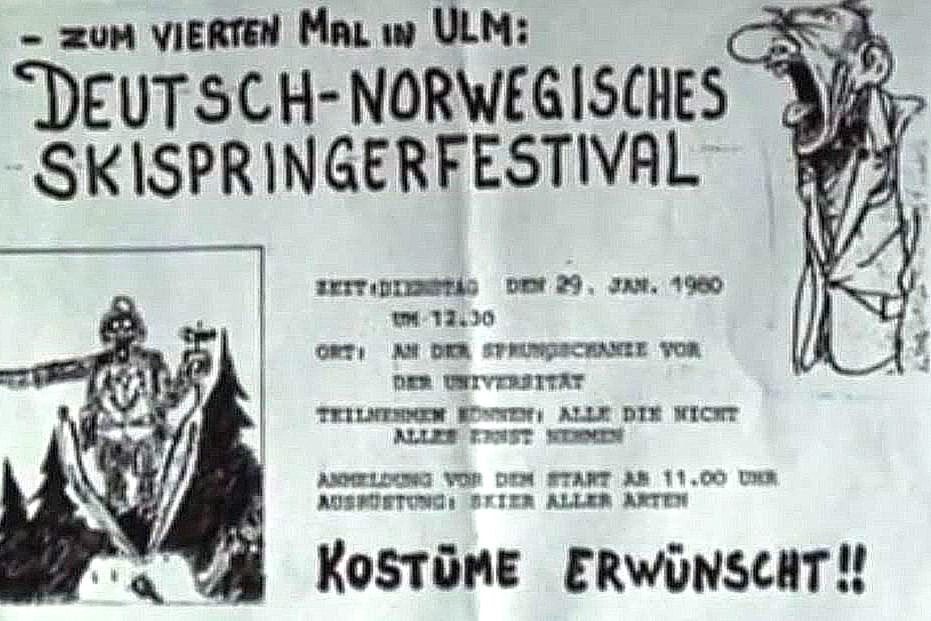 - ZUM VIERTEN MAL IN ULM:
DEUTSCH-NORWEGISCHES
SKISPRINGERFESTIVAL
ZEIT: DIENSTAG DEN 29. JAN. 1980
UM 12.30
ORT: AN DER SPRUNGSCHANZE VOR
DER UNIVERSITÄT
TEILNEHMEN KÖNNEN: ALLE DIE NICHT
ALLES ERNST NEHMEN
ANMELDUNG VOR DEM START AB 11.00 UHR
AUSRÜSTUNG: SKIER ALLER ARTEN
KOSTÜME ERWÜNSCHT!!